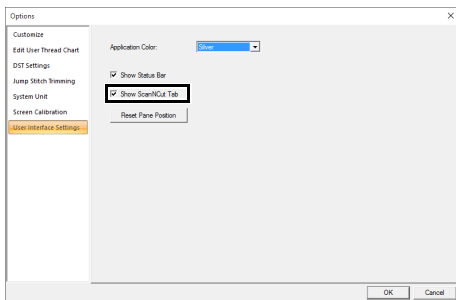 Options
Customize
Edit User Thread Chart
DST Settings
Jump Stitch Trimming
System Unit
Screen Calibration
User Interface Settings
Application Color: Silver
Show Status Bar
Show ScanNCut Tab
Reset Pane Position
OK Cancel